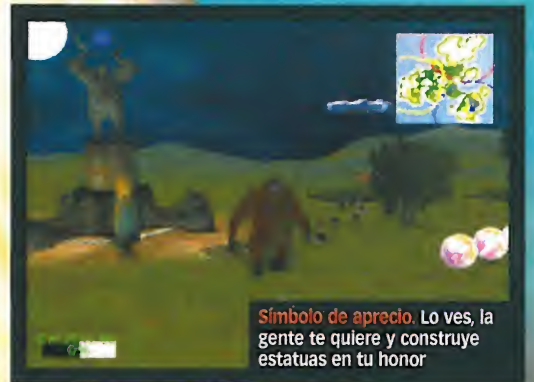 Símbolo de aprecio. Lo ves, la
gente te quiere y construye
estatuas en tu honor